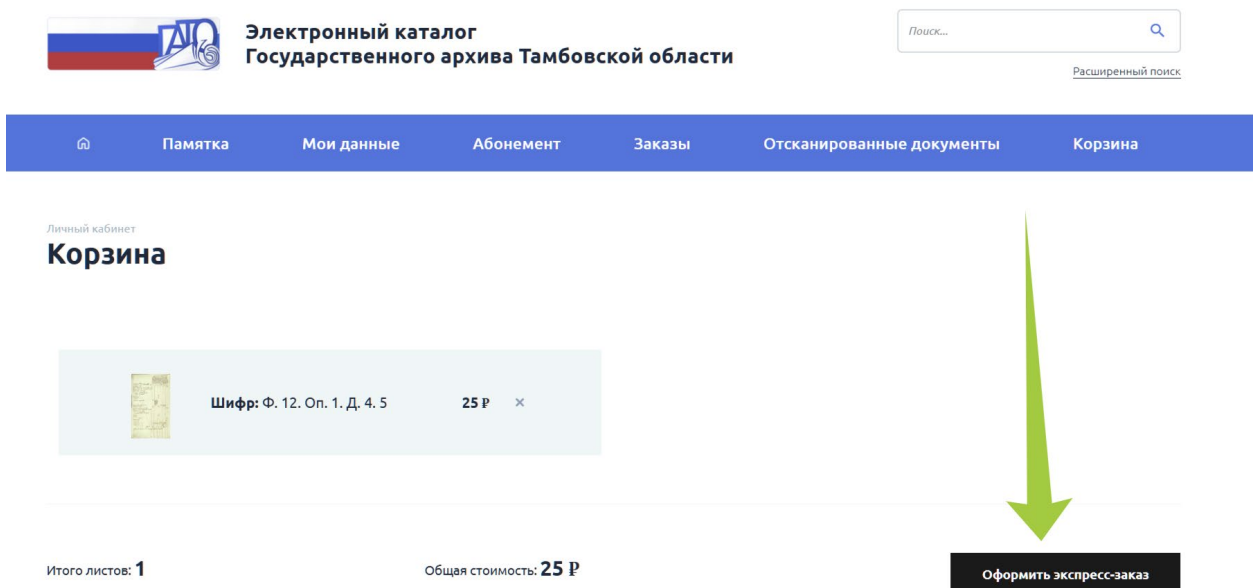 Электронный каталог
Государственного архива Тамбовской области
Поиск...
Расширенный поиск
Памятка Мои данные Абонемент Заказы Отсканированные документы Корзина
Личный кабинет
Корзина
Шифр: Ф. 12. Оп. 1. Д. 4. 5 25 ₽ ×
Итого листов: 1 Общая стоимость: 25 ₽ Оформить экспресс-заказ